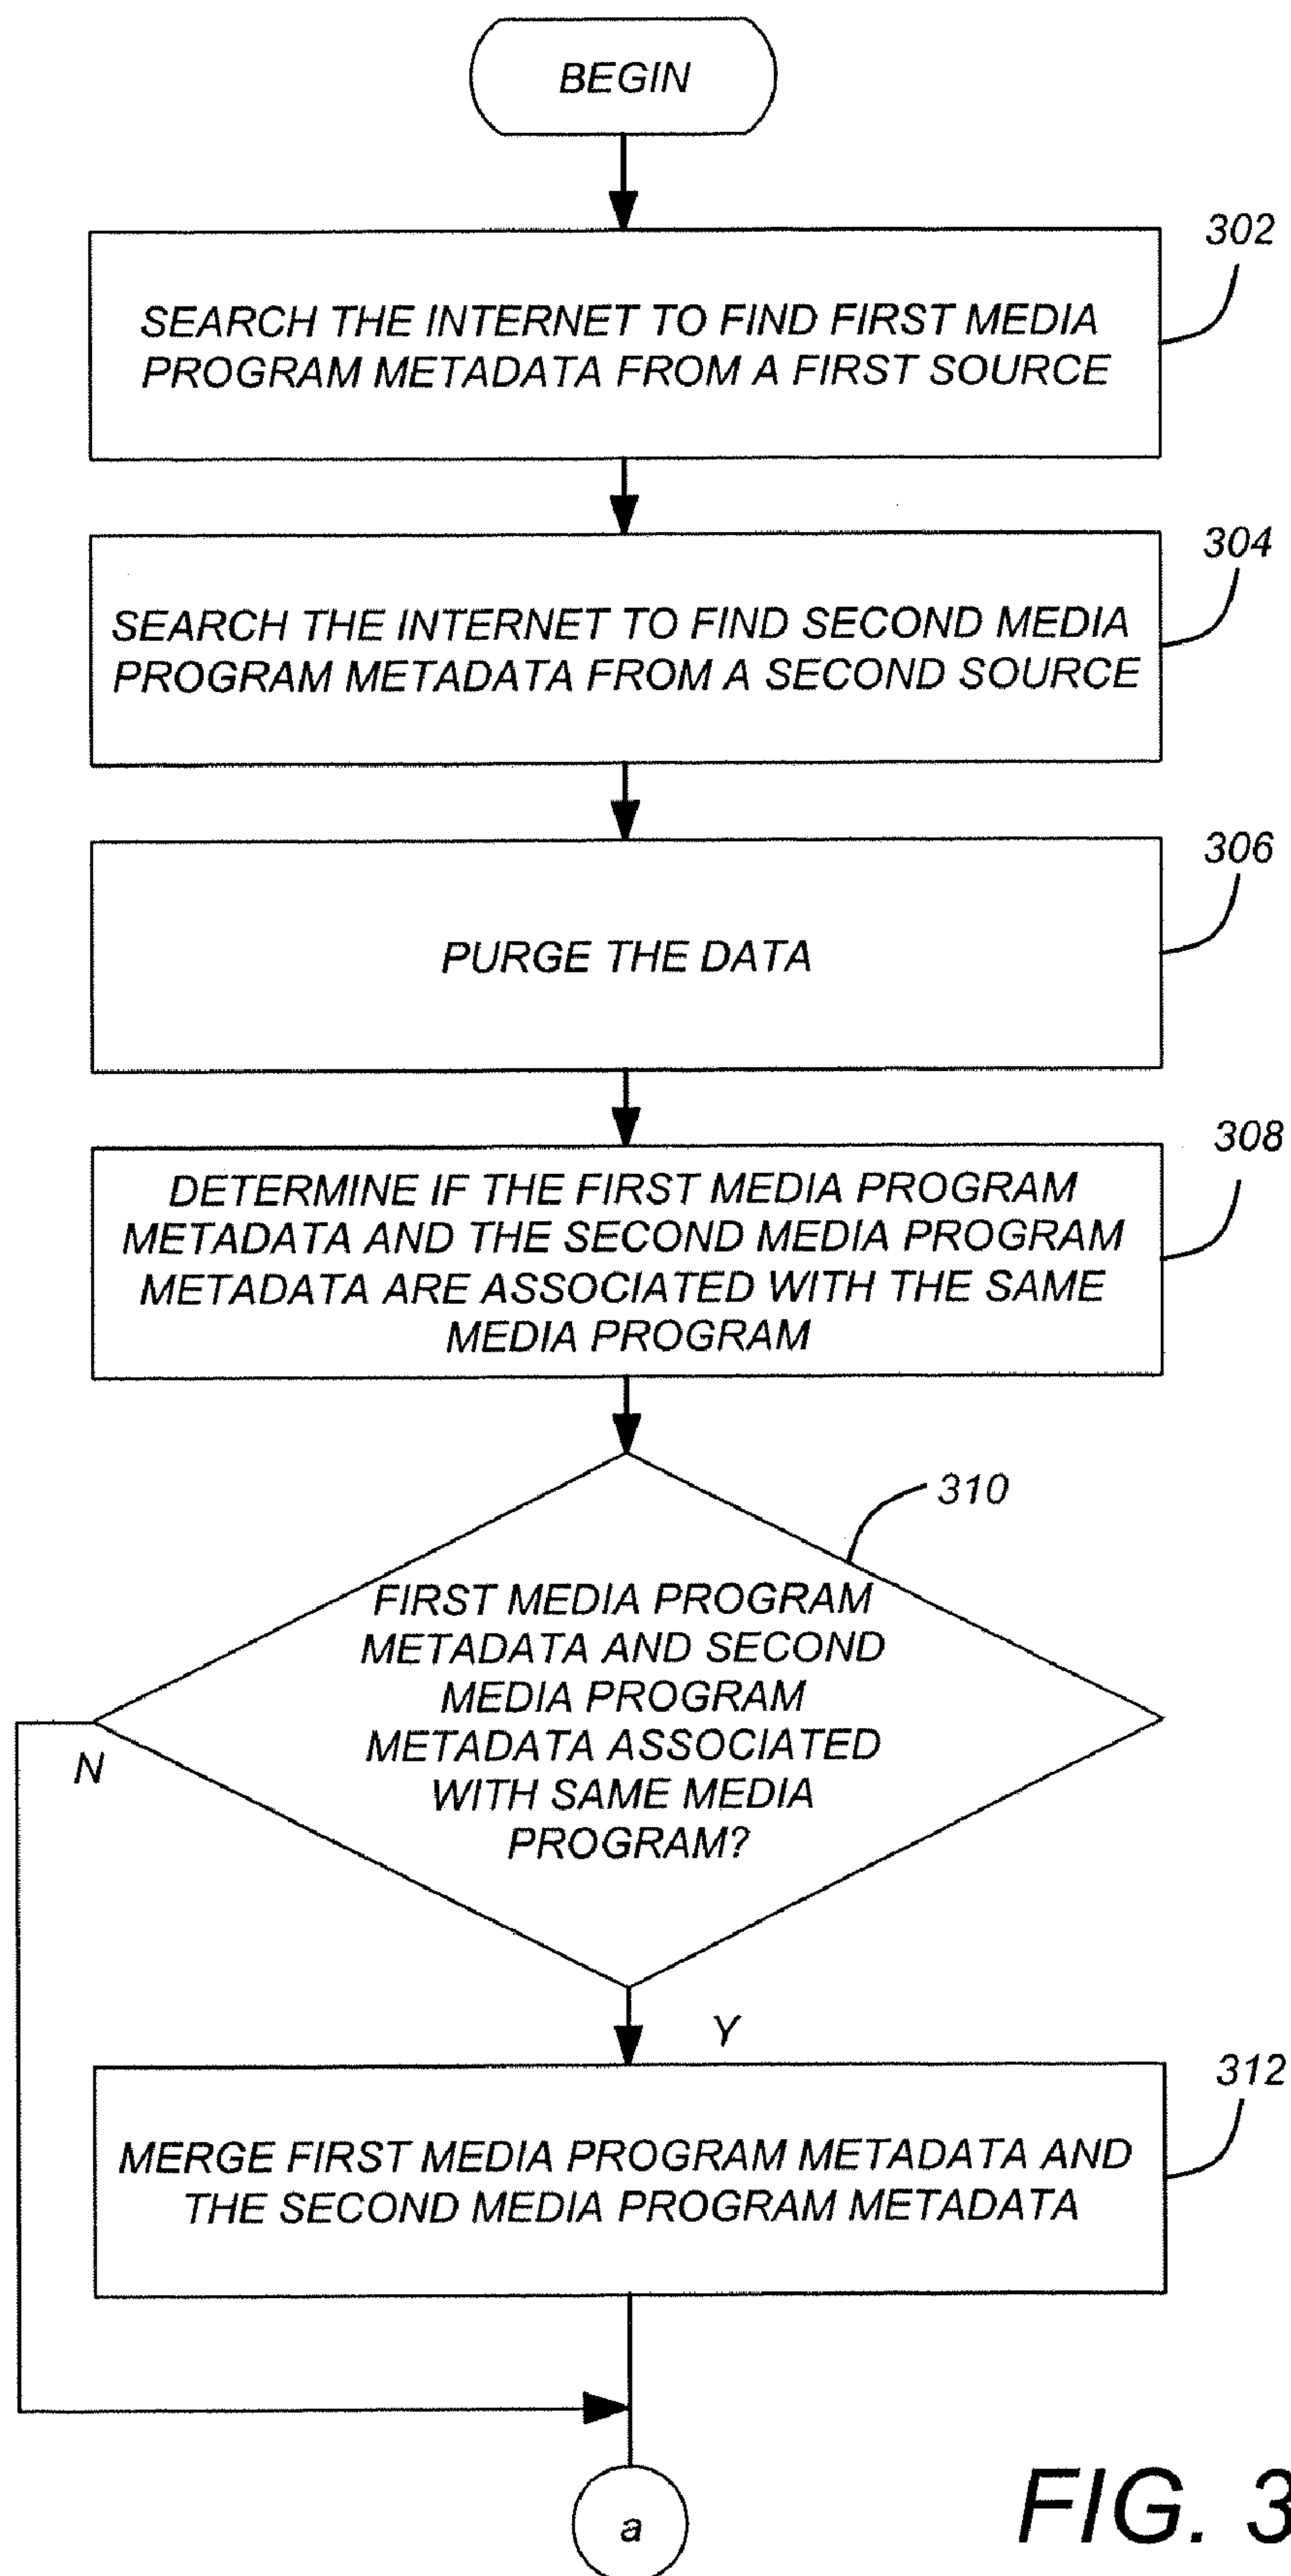 BEGIN
302
SEARCH THE INTERNET TO FIND FIRST MEDIA
PROGRAM METADATA FROM A FIRST SOURCE
304
SEARCH THE INTERNET TO FIND SECOND MEDIA
PROGRAM METADATA FROM A SECOND SOURCE
306
PURGE THE DATA
308
DETERMINE IF THE FIRST MEDIA PROGRAM
METADATA AND THE SECOND MEDIA PROGRAM
METADATA ARE ASSOCIATED WITH THE SAME
MEDIA PROGRAM
310
FIRST MEDIA PROGRAM
METADATA AND SECOND
MEDIA PROGRAM
METADATA ASSOCIATED
WITH SAME MEDIA
PROGRAM?
N
Y
312
MERGE FIRST MEDIA PROGRAM METADATA AND
THE SECOND MEDIA PROGRAM METADATA
a
FIG. 3